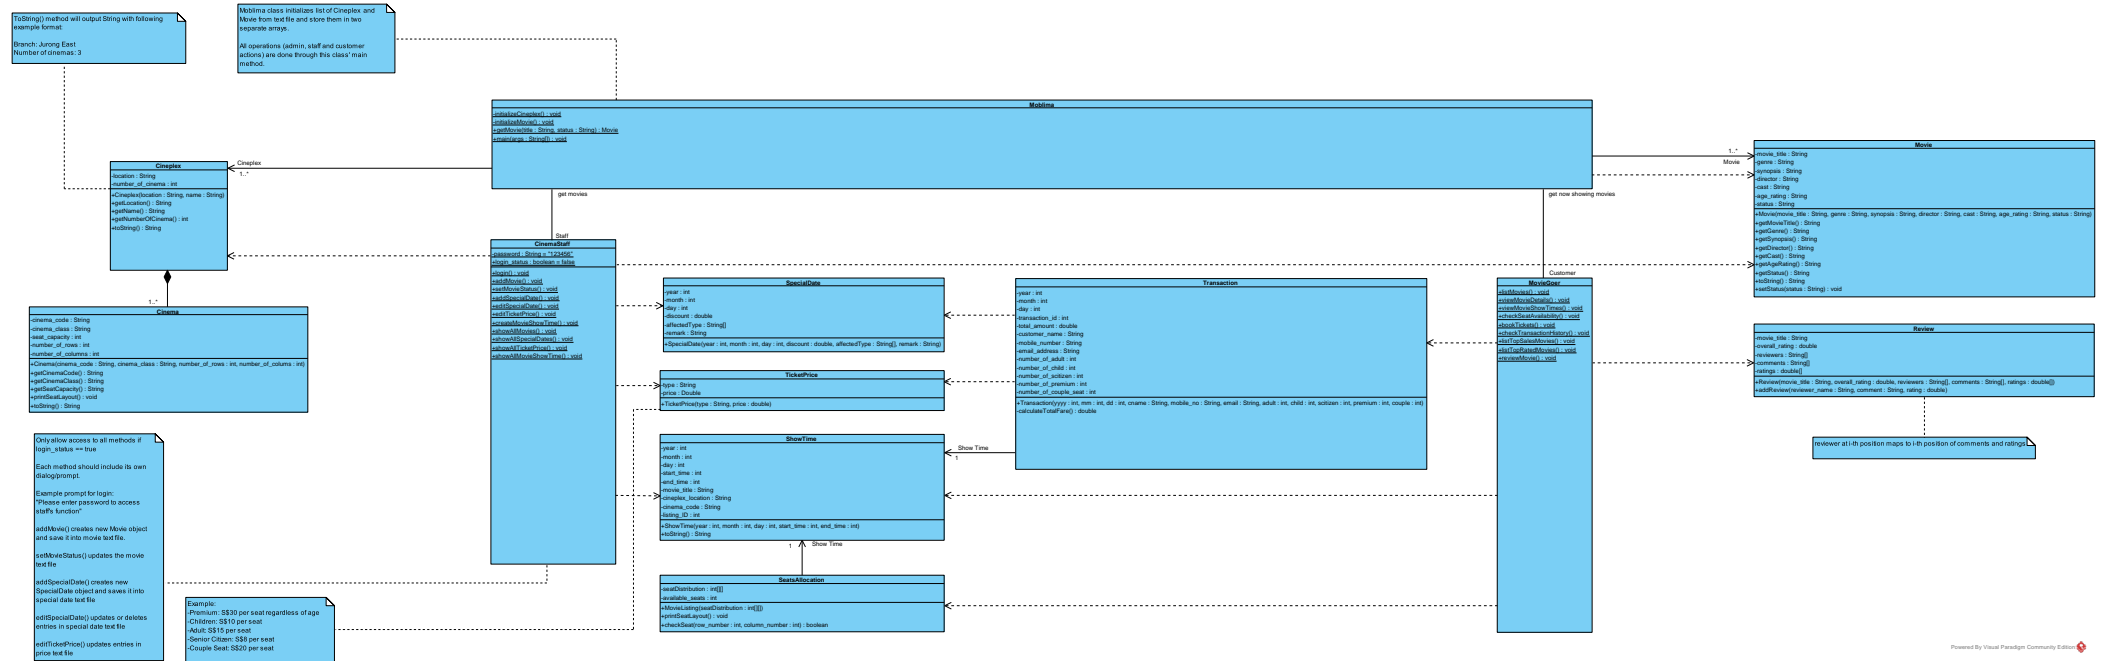 ToString() method will output String with following
example format:
Branch: Jurong East
Number of cinemas: 3
Moblima class initializes list of Cineplex and
Movie from text file and store them in two
separate arrays.
All operations (admin, staff and customer
actions) are done through this class' main
method.
Moblima
-initializeCineplex() : void
-initializeMovie() : void
+getMovie(title : String, status : String) : Movie
+main(args : String[]) : void
Cineplex
1..*
1..*
Movie
get movies
Staff
get now showing movies
Customer
Cineplex
-location : String
-number_of_cinema : int
+Cineplex(location : String, name : String)
+getLocation() : String
+getName() : String
+getNumberOfCinema() : int
+toString() : String
1..*
Cinema
-cinema_code : String
-cinema_class : String
-seat_capacity : int
-number_of_rows : int
-number_of_columns : int
+Cinema(cinema_code : String, cinema_class : String, number_of_rows : int, number_of_colums : int)
+getCinemaCode() : String
+getCinemaClass() : String
+getSeatCapacity() : String
+printSeatLayout() : void
+toString() : String
CinemaStaff
-password : String = "123456"
+login_status : boolean = false
+login() : void
+addMovie() : void
+setMovieStatus() : void
+addSpecialDate() : void
+editSpecialDate() : void
+editTicketPrice() : void
+createMovieShowTime() : void
+showAllMovies() : void
+showAllSpecialDates() : void
+showAllTicketPrice() : void
+showAllMovieShowTime() : void
SpecialDate
-year : int
-month : int
-day : int
-discount : double
-affectedType : String[]
-remark : String
+SpecialDate(year : int, month : int, day : int, discount : double, affectedType : String[], remark : String)
TicketPrice
-type : String
-price : Double
+TicketPrice(type : String, price : double)
ShowTime
-year : int
-month : int
-day : int
-start_time : int
-end_time : int
-movie_title : String
-cineplex_location : String
-cinema_code : String
-listing_ID : int
+ShowTime(year : int, month : int, day : int, start_time : int, end_time : int)
+toString() : String
1
Show Time
SeatsAllocation
-seatDistribution : int[][]
-available_seats : int
+MovieListing(seatDistribution : int[][])
+printSeatLayout() : void
+checkSeat(row_number : int, column_number : int) : boolean
Transaction
-year : int
-month : int
-day : int
-transaction_id : int
-total_amount : double
-customer_name : String
-mobile_number : String
-email_address : String
-number_of_adult : int
-number_of_child : int
-number_of_scitizen : int
-number_of_premium : int
-number_of_couple_seat : int
+Transaction(yyyy : int, mm : int, dd : int, cname : String, mobile_no : String, email : String, adult : int, child : int, scitizen : int, premium : int, couple : int)
-calculateTotalFare() : double
Show Time
1
MovieGoer
+listMovies() : void
+viewMovieDetails() : void
+viewMovieShowTimes() : void
+checkSeatAvailability() : void
+bookTickets() : void
+checkTransactionHistory() : void
+listTopSalesMovies() : void
+listTopRatedMovies() : void
+reviewMovie() : void
Movie
-movie_title : String
-genre : String
-synopsis : String
-director : String
-cast : String
-age_rating : String
-status : String
+Movie(movie_title : String, genre : String, synopsis : String, director : String, cast : String, age_rating : String, status : String)
+getMovieTitle() : String
+getGenre() : String
+getSynopsis() : String
+getDirector() : String
+getCast() : String
+getAgeRating() : String
+getStatus() : String
+toString() : String
+setStatus(status : String) : void
Review
-movie_title : String
-overall_rating : double
-reviewers : String[]
-comments : String[]
-ratings : double[]
+Review(movie_title : String, overall_rating : double, reviewers : String[], comments : String[], ratings : double[])
+addReview(reviewer_name : String, comment : String, rating : double)
reviewer at i-th position maps to i-th position of comments and ratings
Only allow access to all methods if
login_status == true
Each method should include its own
dialog/prompt.
Example prompt for login:
"Please enter password to access
staff's function"
addMovie() creates new Movie object
and save it into movie text file.
setMovieStatus() updates the movie
text file
addSpecialDate() creates new
SpecialDate object and saves it into
special date text file
editSpecialDate() updates or deletes
entries in special date text file
editTicketPrice() updates entries in
price text file
Example:
-Premium: S$30 per seat regardless of age
-Children: S$10 per seat
-Adult: S$15 per seat
-Senior Citizen: S$8 per seat
-Couple Seat: S$20 per seat
Powered By Visual Paradigm Community Edition